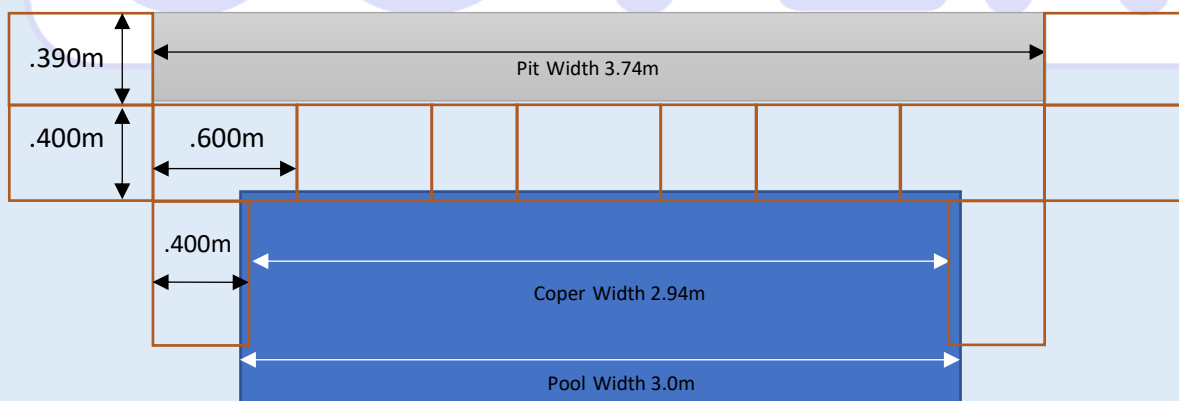 .390m
Pit Width 3.74m
.400m
.600m
.400m
Coper Width 2.94m
Pool Width 3.0m